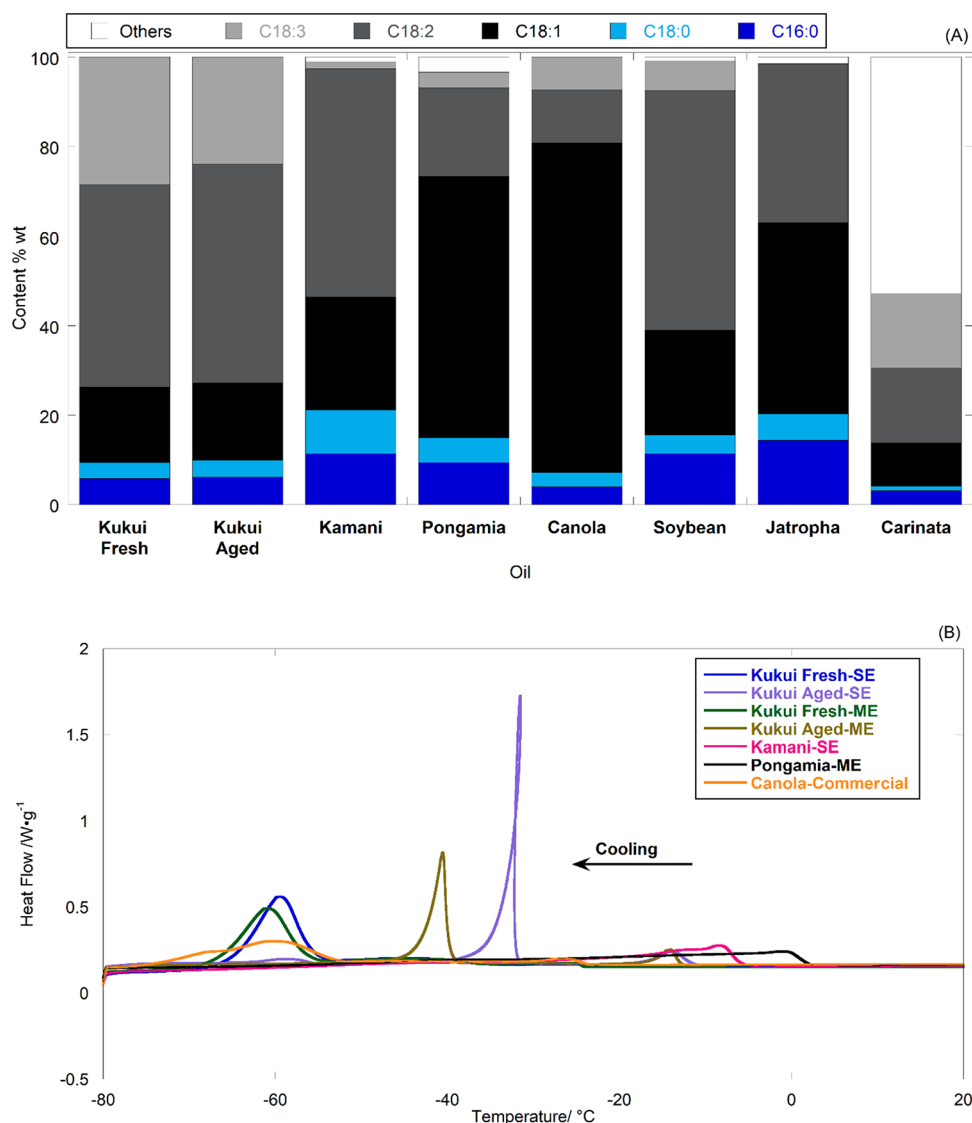 Others C18:3 C18:2 C18:1 C18:0 C16:0
(A)
100
80
60
40
20
0
Content % wt
Kukui Fresh
Kukui Aged
Kamani
Pongamia
Canola
Soybean
Jatropha
Carinata
Oil
(B)
2
1.5
1
0.5
0
-0.5
Heat Flow /W•g-1
Kukui Fresh-SE
Kukui Aged-SE
Kukui Fresh-ME
Kukui Aged-ME
Kamani-SE
Pongamia-ME
Canola-Commercial
Cooling
-80 -60 -40 -20 0 20
Temperature/ °C